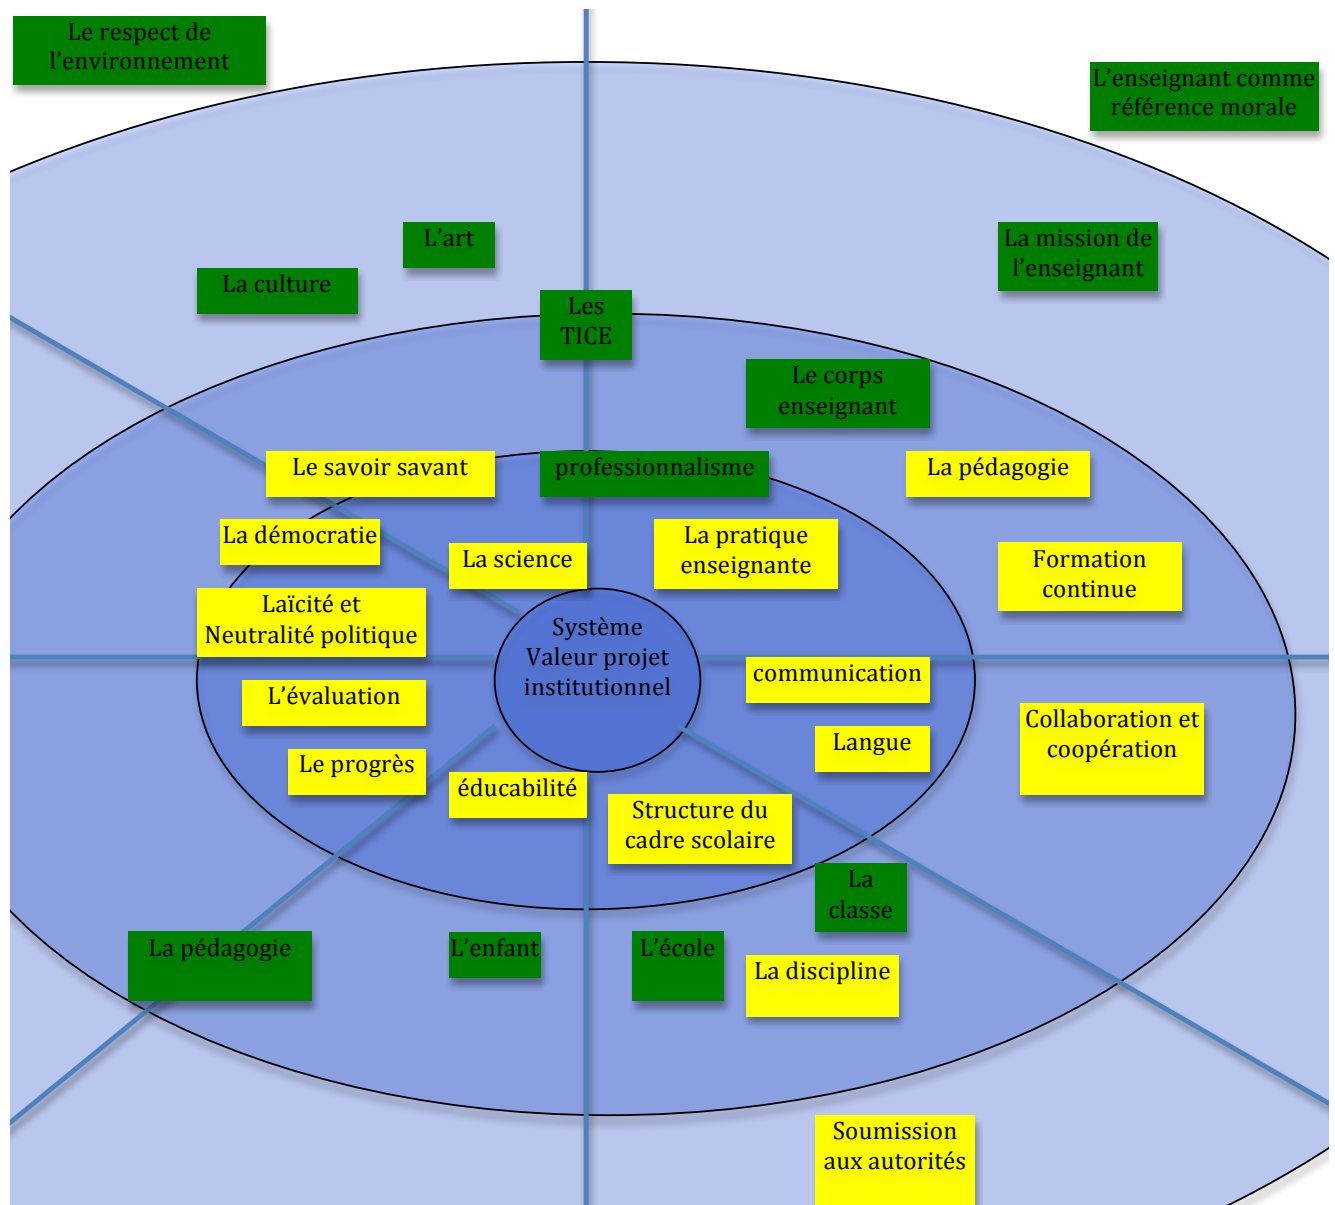 Le respect de
l'environnement
L'enseignant comme
référence morale
L'art
La mission de
l'enseignant
La culture
Les
TICE
Le corps
enseignant
Le savoir savant
professionnalisme
La pédagogie
La démocratie
La science
La pratique
enseignante
Formation
continue
Laïcité et
Neutralité politique
Système
Valeur projet
institutionnel
communication
L'évaluation
Collaboration et
coopération
Langue
Le progrès
éducabilité
Structure du
cadre scolaire
La
classe
La pédagogie
L'enfant
L'école
La discipline
Soumission
aux autorités